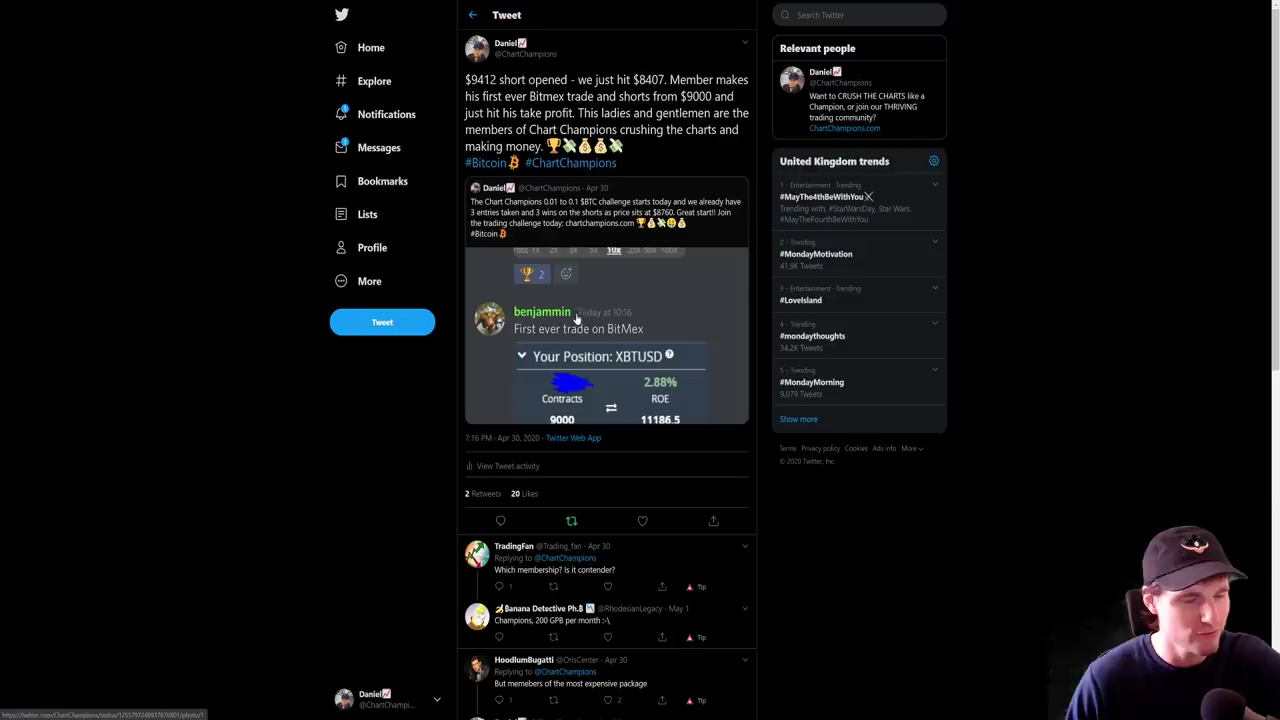 Home
Explore
Notifications
Messages
Bookmarks
Lists
Profile
More
Tweet
Daniel
@ChartChampi...
Tweet
Daniel
@ChartChampions
$9412 short opened - we just hit $8407. Member makes
his first ever Bitmex trade and shorts from $9000 and
just hit his take profit. This ladies and gentlemen are the
members of Chart Champions crushing the charts and
making money. 🏆💸💰💰💸
#Bitcoin #ChartChampions
Daniel @ChartChampions · Apr 30
The Chart Champions 0.01 to 0.1 $BTC challenge starts today and we already have
3 entries taken and 3 wins on the shorts as price sits at $8760. Great start!! Join
the trading challenge today: chartchampions.com 🏆💰💸🤑💰
#Bitcoin
2
benjammin Today at 10:16
First ever trade on BitMex
Your Position: XBTUSD
2.88%
Contracts ROE
9000 11186.5
7:16 PM · Apr 30, 2020 · Twitter Web App
View Tweet activity
2 Retweets 20 Likes
TradingFan @Trading_fan · Apr 30
Replying to @ChartChampions
Which membership? Is it contender?
1 Tip
Banana Detective Ph.₿ @RhodesianLegacy · May 1
Champions, 200 GPB per month :-\
Tip
HoodlumBugatti @OrisCenter · Apr 30
Replying to @ChartChampions
But memebers of the most expensive package
1 2 Tip
Search Twitter
Relevant people
Daniel
@ChartChampions
Want to CRUSH THE CHARTS like a
Champion, or join our THRIVING
trading community?
ChartChampions.com
United Kingdom trends
1 · Entertainment · Trending
#MayThe4thBeWithYou
Trending with: #StarWarsDay, Star Wars,
#MayTheFourthBeWithYou
2 · Trending
#MondayMotivation
41.9K Tweets
3 · Entertainment · Trending
#LoveIsland
4 · Trending
#mondaythoughts
34.2K Tweets
5 · Trending
#MondayMorning
9,079 Tweets
Show more
Terms Privacy policy Cookies Ads info More
© 2020 Twitter, Inc.